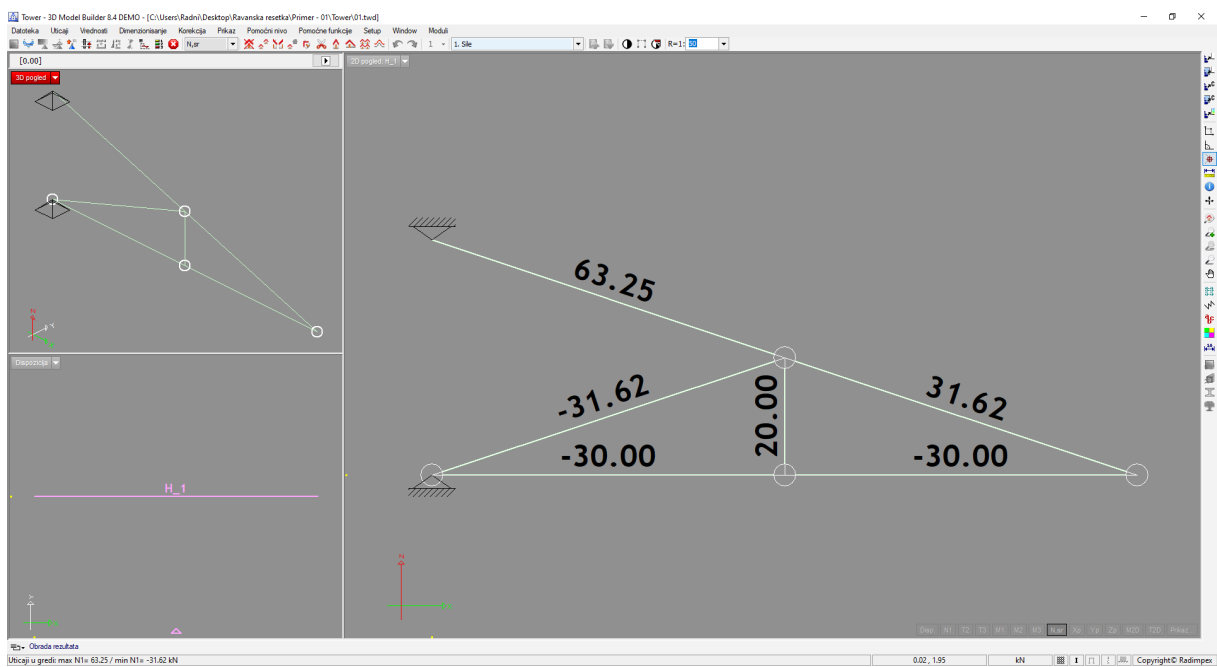 Tower - 3D Model Builder 8.4 DEMO - [C:\Users\Radni\Desktop\Ravanska resetka\Primer - 01\Tower\01.twd]
Datoteka Uticaji Vrednosti Dimenzionisanje Korekcija Prikaz Pomoćni nivo Pomoćne funkcije Setup Window Moduli
N,sr 1 - 1. Sile R=1: 50
[0.00]
3D pogled
2D pogled: H_1
63.25
-31.62
20.00
31.62
-30.00
-30.00
Dispozicija
H_1
Disp. N1 T2 T3 M1 M2 M3 N,sr Xp Yp Zp M2D T2D Prikaz...
Obrada rezultata
Uticaji u gredi: max N1= 63.25 / min N1= -31.62 kN
0.02 , 1.95 kN Copyright© Radimpex